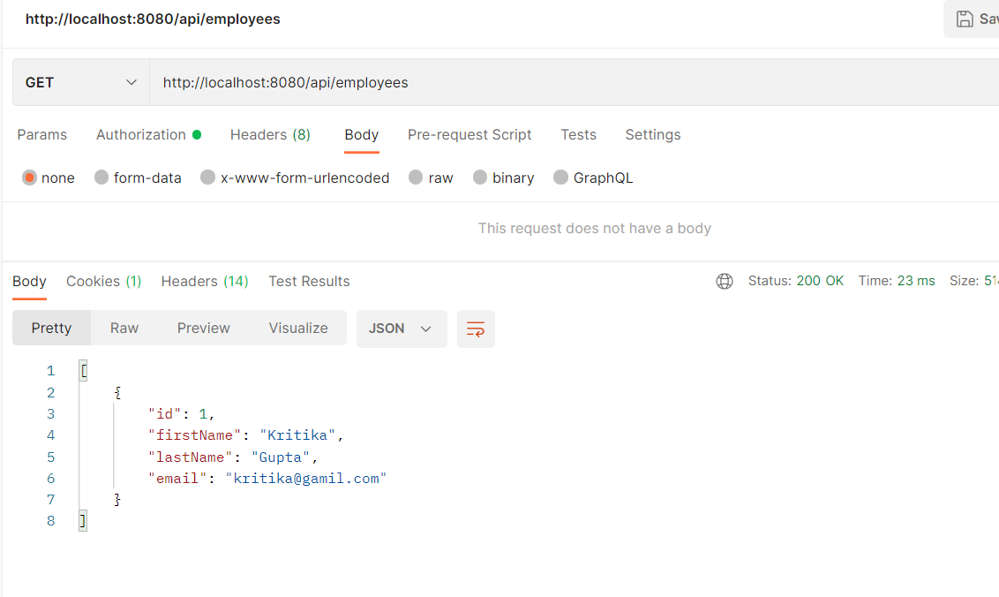 http://localhost:8080/api/employees
GET http://localhost:8080/api/employees
Params Authorization Headers (8) Body Pre-request Script Tests Settings
none form-data x-www-form-urlencoded raw binary GraphQL
This request does not have a body
Body Cookies (1) Headers (14) Test Results Status: 200 OK Time: 23 ms Size:
Pretty Raw Preview Visualize JSON
1 [
2 {
3 "id": 1,
4 "firstName": "Kritika",
5 "lastName": "Gupta",
6 "email": "kritika@gamil.com"
7 }
8 ]